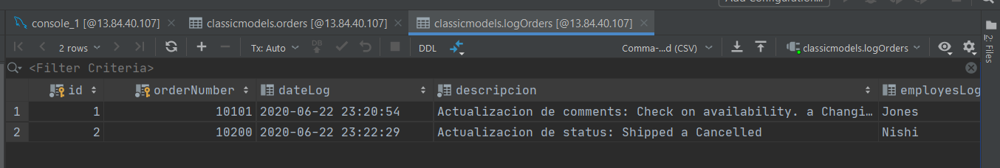 Add Configuration...
console_1 [@13.84.40.107] classicmodels.orders [@13.84.40.107] classicmodels.logOrders [@13.84.40.107]
2 rows Tx: Auto DB DDL Comma-...d (CSV) classicmodels.logOrders
<Filter Criteria>
id orderNumber dateLog descripcion employesLog
1 1 10101 2020-06-22 23:20:54 Actualizacion de comments: Check on availability. a Changi... Jones
2 2 10200 2020-06-22 23:22:29 Actualizacion de status: Shipped a Cancelled Nishi
2: Files